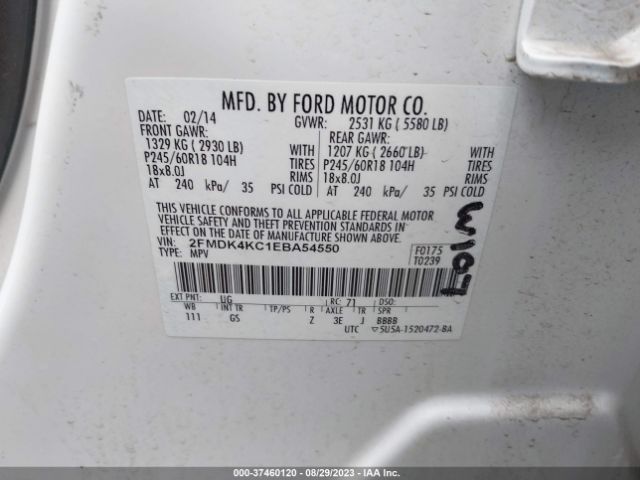 MFD. BY FORD MOTOR CO.
DATE: 02/14 GVWR: 2531 KG ( 5580 LB)
FRONT GAWR: REAR GAWR:
1329 KG ( 2930 LB) WITH 1207 KG ( 2660 LB) WITH
P245/60R18 104H TIRES P245/60R18 104H TIRES
18x8.0J RIMS 18x8.0J RIMS
AT 240 kPa/ 35 PSI COLD AT 240 kPa/ 35 PSI COLD
THIS VEHICLE CONFORMS TO ALL APPLICABLE FEDERAL MOTOR
VEHICLE SAFETY AND THEFT PREVENTION STANDARDS IN
EFFECT ON THE DATE OF MANUFACTURE SHOWN ABOVE.
VIN: 2FMDK4KC1EBA54550 F0175
TYPE: MPV T0239
EXT PNT: UG RC: 71 DSO:
WB INT TR TP/PS R AXLE TR SPR
111 GS Z 3E J BBBB
UTC ▽5U5A-1520472-BA
000-37460120 - 08/29/2023 - IAA Inc.